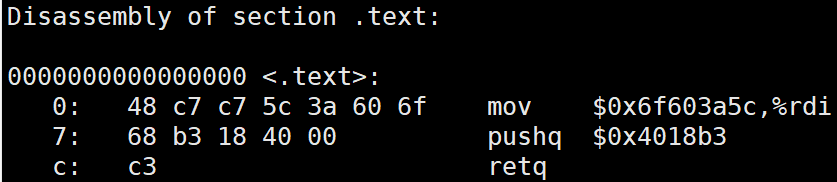 Disassembly of section .text:
0000000000000000 <.text>:
0: 48 c7 c7 5c 3a 60 6f mov $0x6f603a5c,%rdi
7: 68 b3 18 40 00 pushq $0x4018b3
c: c3 retq